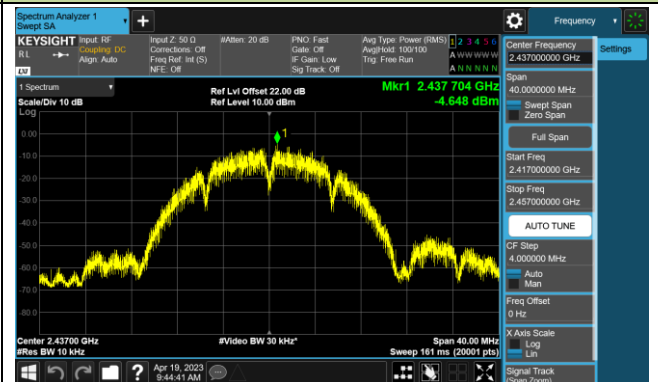 Spectrum Analyzer 1
Swept SA
Frequency
KEYSIGHT
RL
LXI
Input: RF
Coupling: DC
Align: Auto
Input Z: 50 Ω
Corrections: Off
Freq Ref: Int (S)
NFE: Off
#Atten: 20 dB
PNO: Fast
Gate: Off
IF Gain: Low
Sig Track: Off
Avg Type: Power (RMS)
Avg|Hold: 100/100
Trig: Free Run
1 2 3 4 5 6
A W W W W W
A N N N N N
1 Spectrum
Scale/Div 10 dB
Log
Ref Lvl Offset 22.00 dB
Ref Level 10.00 dBm
Mkr1 2.437 704 GHz
-4.648 dBm
1
0.00
-10.0
-20.0
-30.0
-40.0
-50.0
-60.0
-70.0
-80.0
Center 2.43700 GHz
#Res BW 10 kHz
#Video BW 30 kHz*
Span 40.00 MHz
Sweep 161 ms (20001 pts)
Apr 19, 2023
9:44:41 AM
Center Frequency
2.437000000 GHz
Span
40.0000000 MHz
Swept Span
Zero Span
Full Span
Start Freq
2.417000000 GHz
Stop Freq
2.457000000 GHz
AUTO TUNE
CF Step
4.000000 MHz
Auto
Man
Freq Offset
0 Hz
X Axis Scale
Log
Lin
Signal Track
(Span Zoom)
Settings